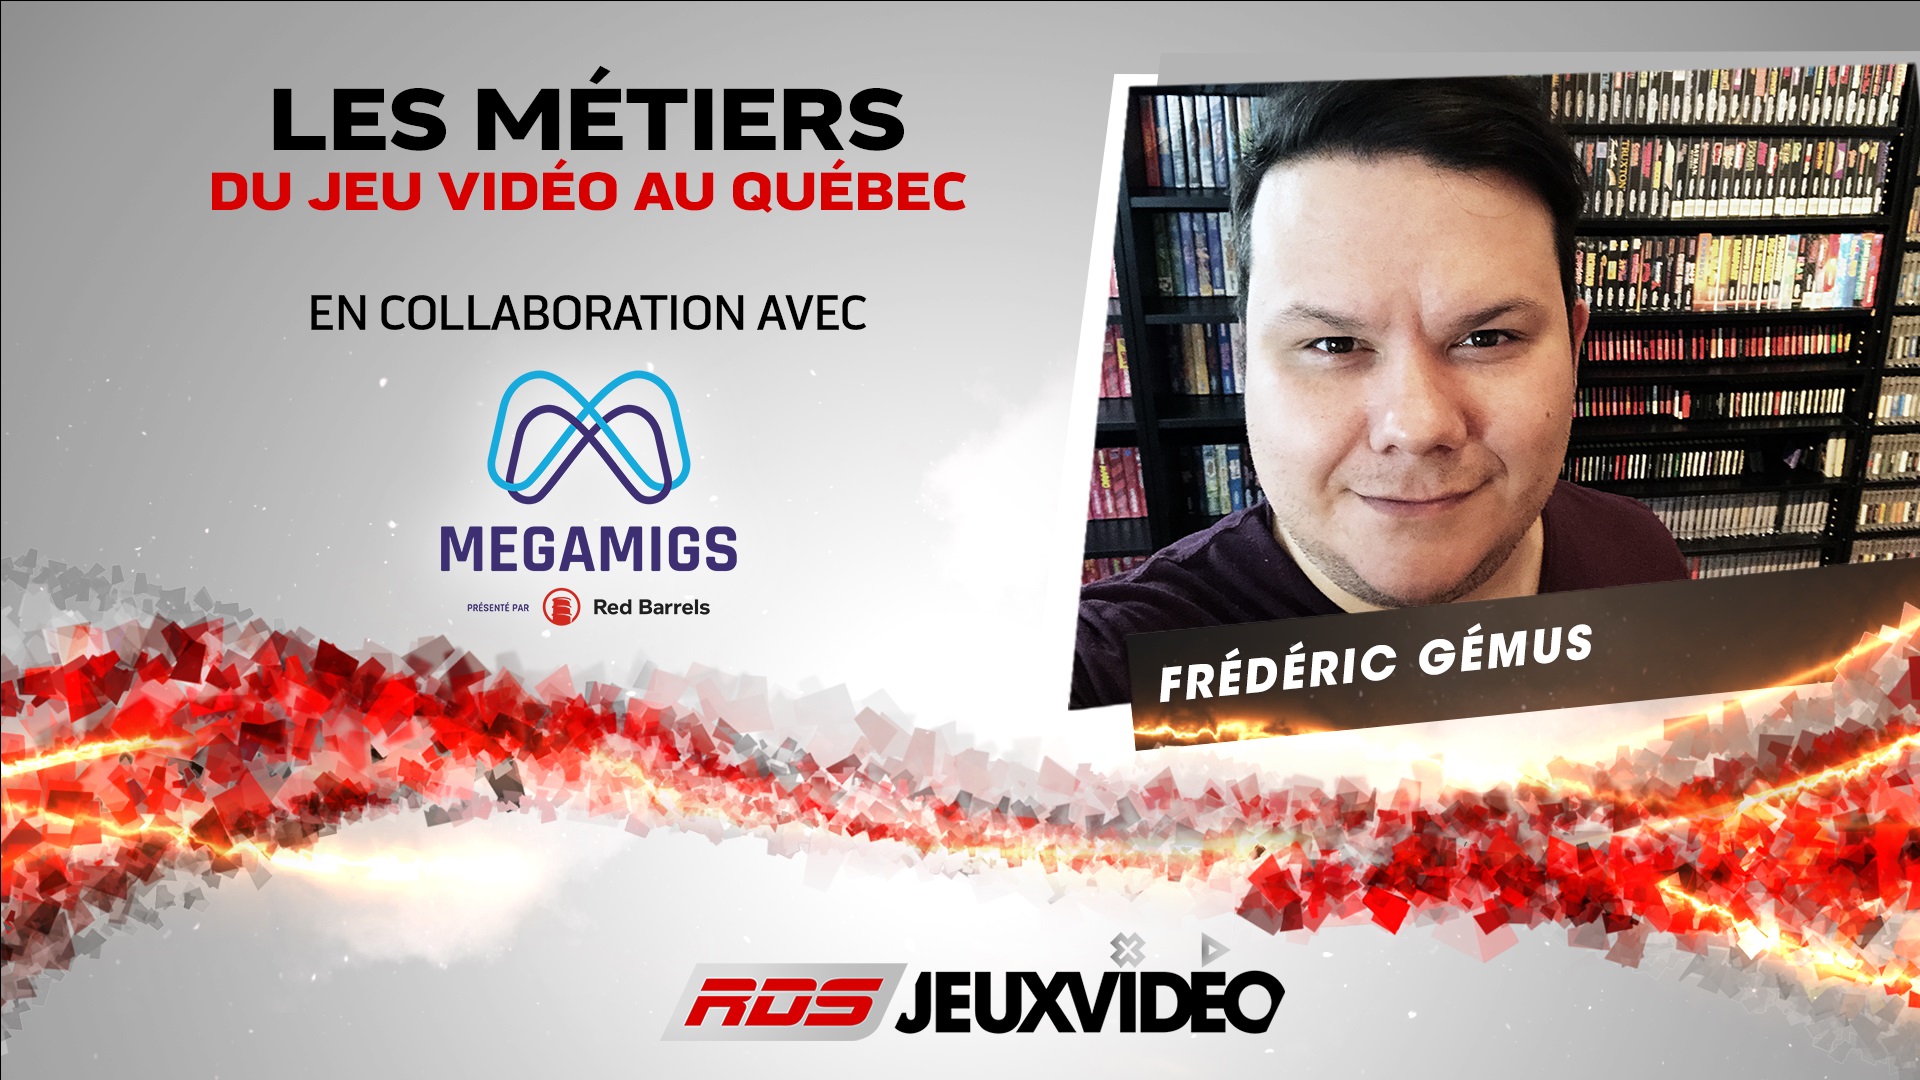 LES MÉTIERS
DU JEU VIDÉO AU QUÉBEC
EN COLLABORATION AVEC
MEGAMIGS
PRÉSENTÉ PAR Red Barrels
TRUXTON
FRÉDÉRIC GÉMUS
RDS JEUXVIDEO